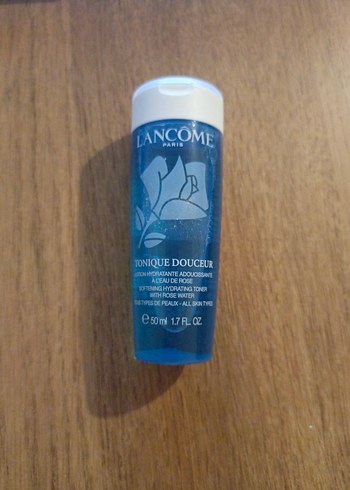 LANCÔME
PARIS
TONIQUE DOUCEUR
LOTION HYDRATANTE ADOUCISSANTE
À L'EAU DE ROSE
SOFTENING HYDRATING TONER
WITH ROSE WATER
TOUS TYPES DE PEAUX - ALL SKIN TYPES
℮ 50 ml 1.7 FL. OZ.